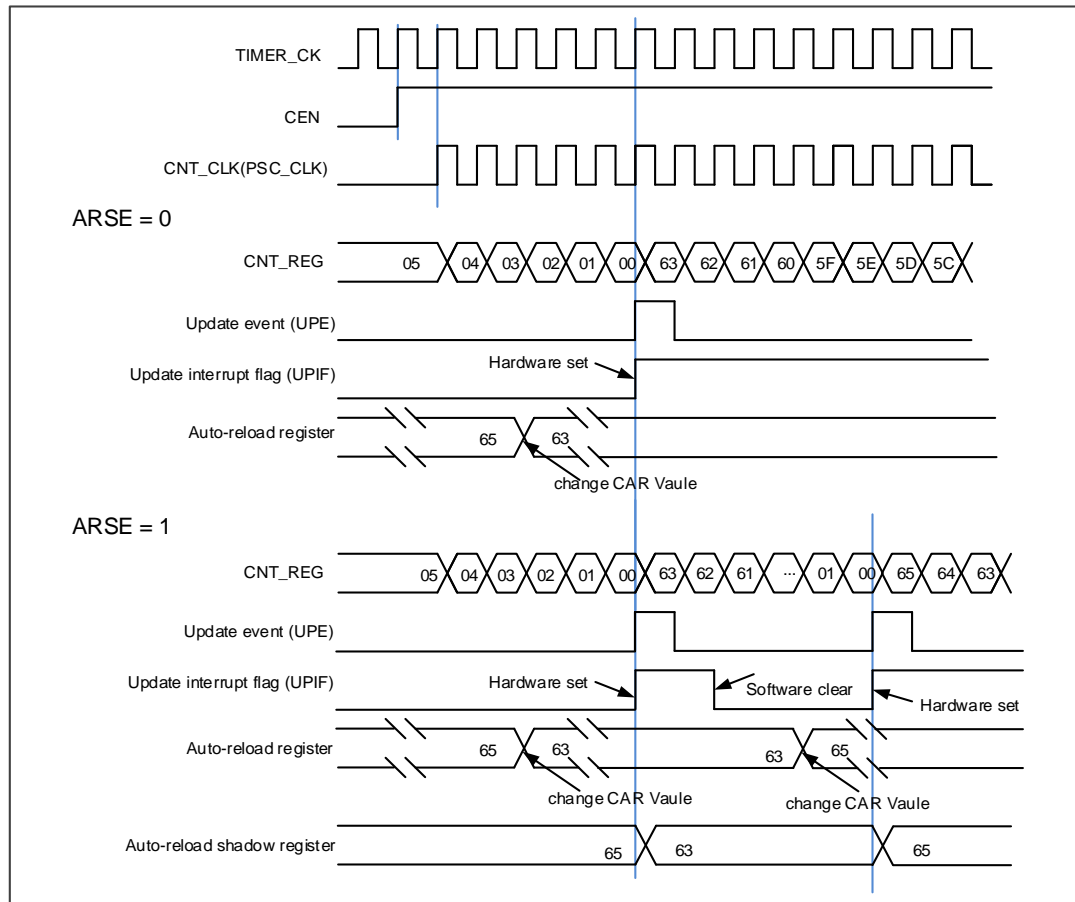 TIMER_CK
CEN
CNT_CLK(PSC_CLK)
ARSE = 0
CNT_REG 05 04 03 02 01 00 63 62 61 60 5F 5E 5D 5C
Update event (UPE)
Hardware set
Update interrupt flag (UPIF)
Auto-reload register 65 63
change CAR Vaule
ARSE = 1
CNT_REG 05 04 03 02 01 00 63 62 61 ... 01 00 65 64 63
Update event (UPE)
Update interrupt flag (UPIF) Hardware set Software clear Hardware set
Auto-reload register 65 63 63 65
change CAR Vaule change CAR Vaule
Auto-reload shadow register 65 63 65